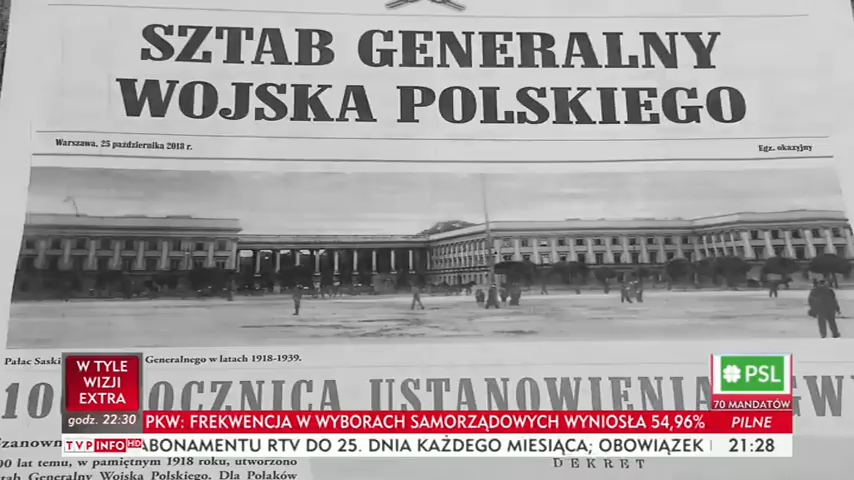 SZTAB GENERALNY
WOJSKA POLSKIEGO
Warszawa, 25 października 2018 r.
Egz. okazyjny
Pałac Saski
Generalnego w latach 1918-1939.
OCZNICA USTANOWIENIA
W TYLE
WIZJI
EXTRA
godz. 22:30
PSL
70 MANDATÓW
PILNE
PKW: FREKWENCJA W WYBORACH SAMORZĄDOWYCH WYNIOSŁA 54,96%
TVP INFO HD
ABONAMENTU RTV DO 25. DNIA KAŻDEGO MIESIĄCA; OBOWIĄZEK
21:28
00 lat temu, w pamiętnym 1918 roku, utworzono
Generalny Wojska Polskiego. Dla Polaków
DEKRET